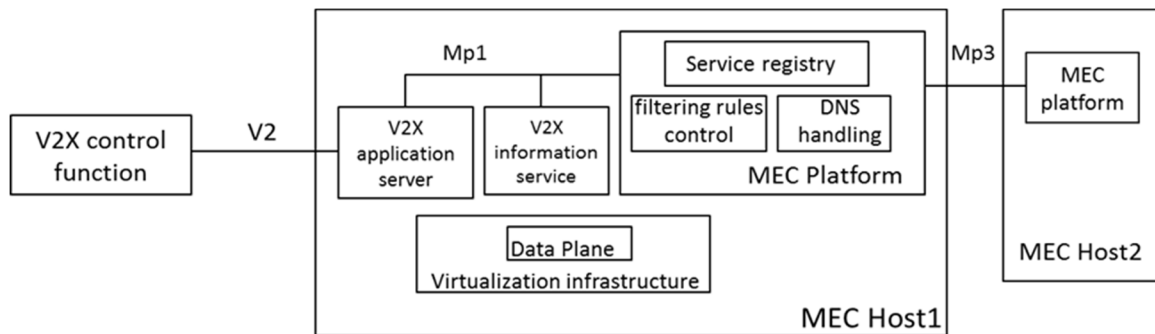 V2X control
function
V2
Mp1
V2X
application
server
V2X
information
service
Service registry
filtering rules
control
DNS
handling
MEC Platform
Data Plane
Virtualization infrastructure
MEC Host1
Mp3
MEC
platform
MEC Host2